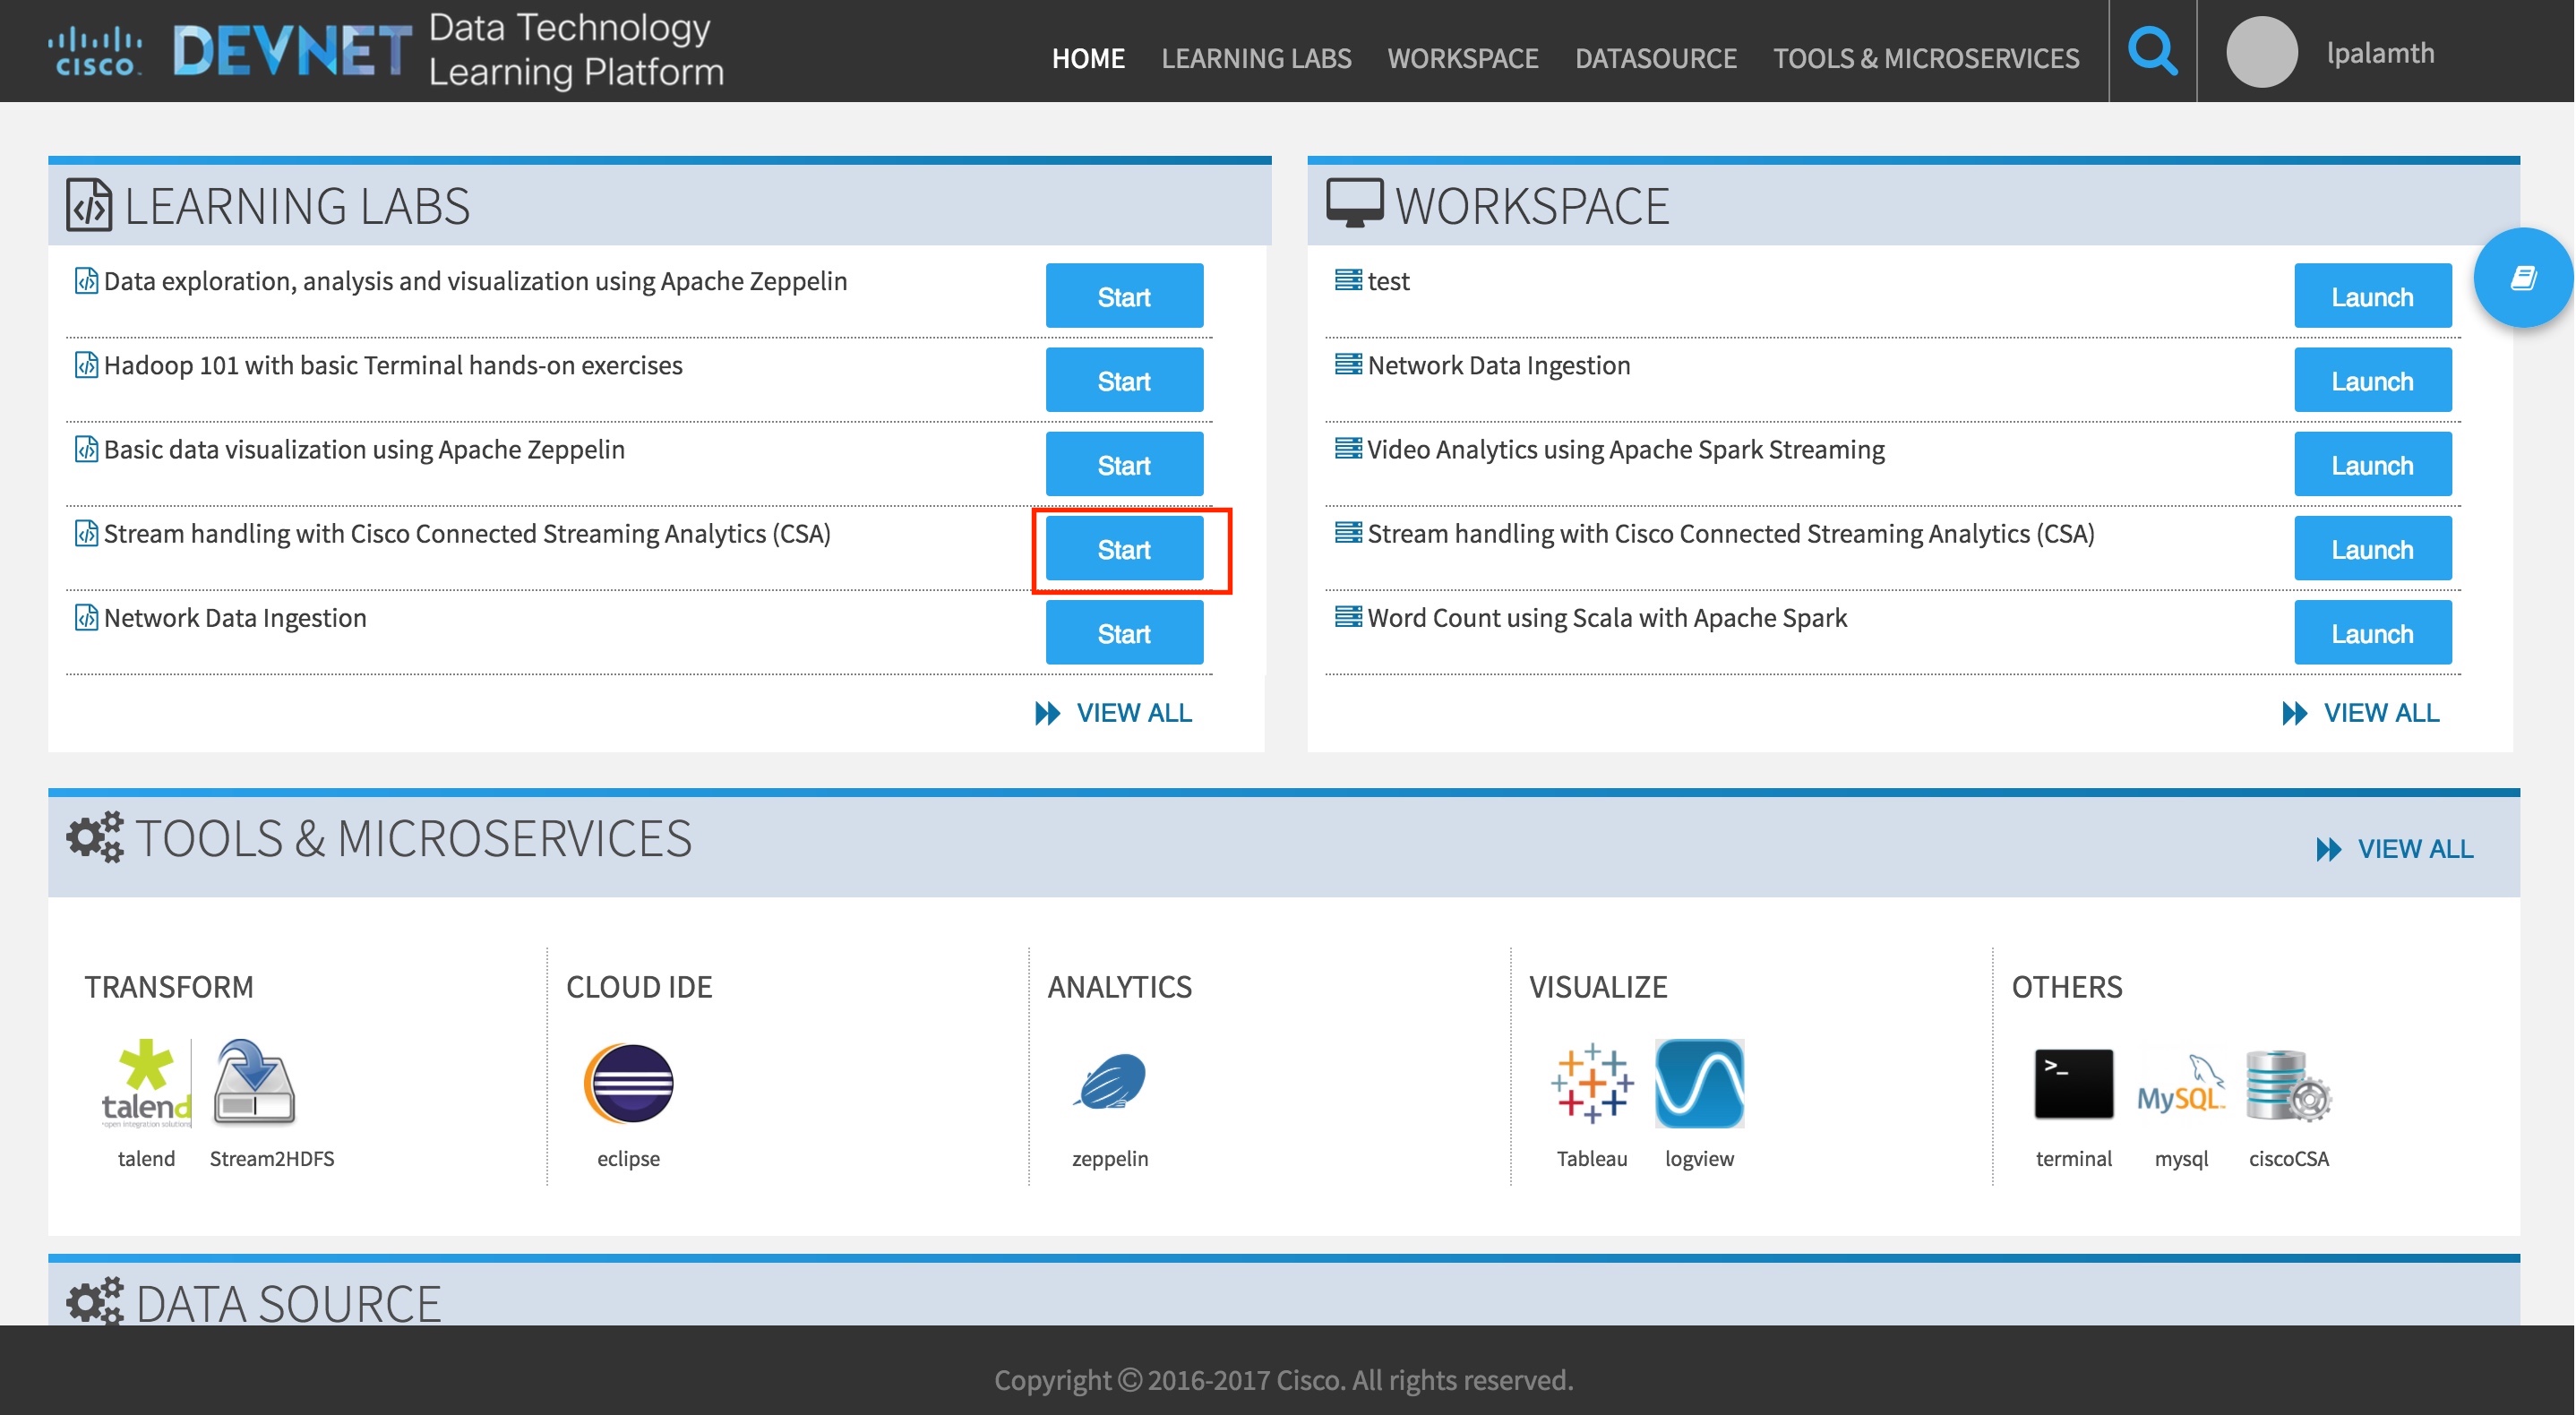 CISCO DEVNET Data Technology
Learning Platform
HOME LEARNING LABS WORKSPACE DATASOURCE TOOLS & MICROSERVICES lpalamth
LEARNING LABS
Data exploration, analysis and visualization using Apache Zeppelin Start
Hadoop 101 with basic Terminal hands-on exercises Start
Basic data visualization using Apache Zeppelin Start
Stream handling with Cisco Connected Streaming Analytics (CSA) Start
Network Data Ingestion Start
VIEW ALL
WORKSPACE
test Launch
Network Data Ingestion Launch
Video Analytics using Apache Spark Streaming Launch
Stream handling with Cisco Connected Streaming Analytics (CSA) Launch
Word Count using Scala with Apache Spark Launch
VIEW ALL
TOOLS & MICROSERVICES VIEW ALL
TRANSFORM
talend
open integration solutions
talend Stream2HDFS
CLOUD IDE
eclipse
ANALYTICS
zeppelin
VISUALIZE
Tableau logview
OTHERS
>_ MySQL
terminal mysql ciscoCSA
DATA SOURCE
Copyright © 2016-2017 Cisco. All rights reserved.